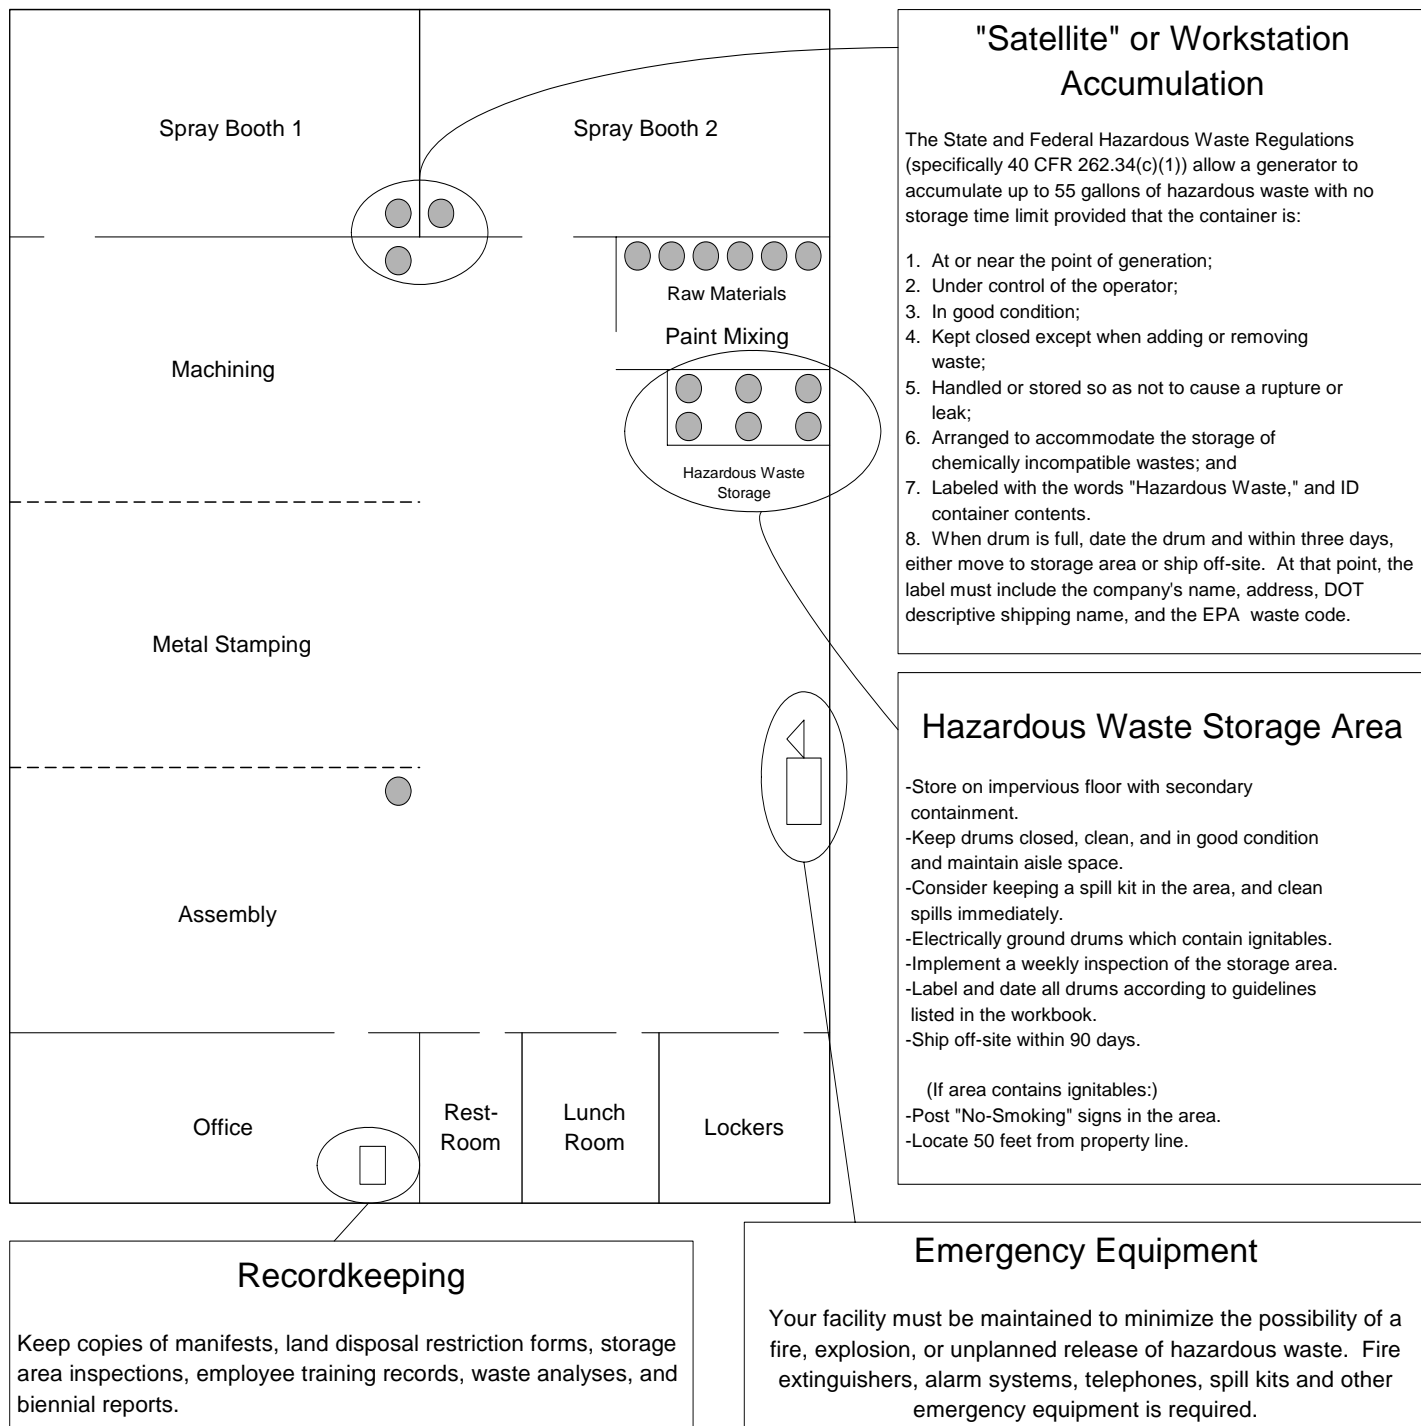 Spray Booth 1
Spray Booth 2
Raw Materials
Paint Mixing
Machining
Hazardous Waste
Storage
Metal Stamping
Assembly
Office
Rest-
Room
Lunch
Room
Lockers
"Satellite" or Workstation
Accumulation
The State and Federal Hazardous Waste Regulations
(specifically 40 CFR 262.34(c)(1)) allow a generator to
accumulate up to 55 gallons of hazardous waste with no
storage time limit provided that the container is:
1. At or near the point of generation;
2. Under control of the operator;
3. In good condition;
4. Kept closed except when adding or removing
waste;
5. Handled or stored so as not to cause a rupture or
leak;
6. Arranged to accommodate the storage of
chemically incompatible wastes; and
7. Labeled with the words "Hazardous Waste," and ID
container contents.
8. When drum is full, date the drum and within three days,
either move to storage area or ship off-site. At that point, the
label must include the company's name, address, DOT
descriptive shipping name, and the EPA waste code.
Hazardous Waste Storage Area
-Store on impervious floor with secondary
containment.
-Keep drums closed, clean, and in good condition
and maintain aisle space.
-Consider keeping a spill kit in the area, and clean
spills immediately.
-Electrically ground drums which contain ignitables.
-Implement a weekly inspection of the storage area.
-Label and date all drums according to guidelines
listed in the workbook.
-Ship off-site within 90 days.
(If area contains ignitables:)
-Post "No-Smoking" signs in the area.
-Locate 50 feet from property line.
Recordkeeping
Keep copies of manifests, land disposal restriction forms, storage
area inspections, employee training records, waste analyses, and
biennial reports.
Emergency Equipment
Your facility must be maintained to minimize the possibility of a
fire, explosion, or unplanned release of hazardous waste. Fire
extinguishers, alarm systems, telephones, spill kits and other
emergency equipment is required.